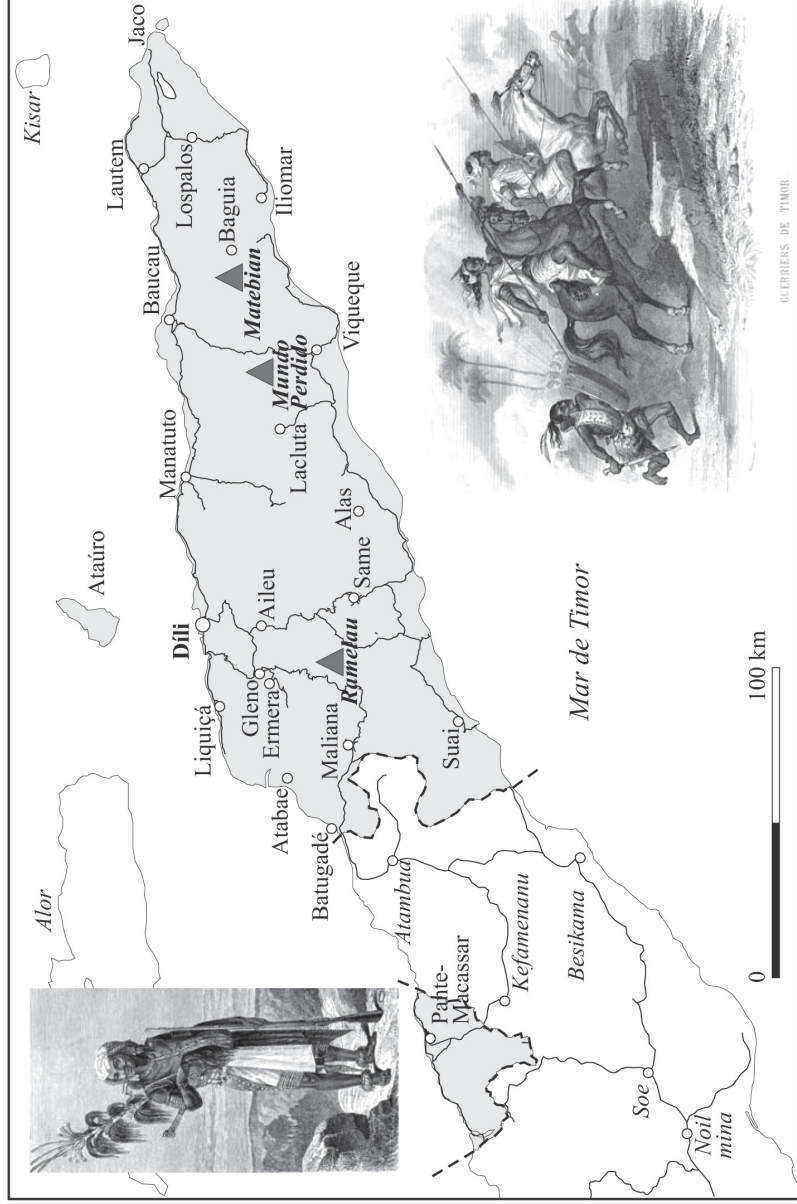 Alor
Ataúro
Kisar
Jaco
Lautem
Lospalos
Baucau
Baguia
Iliomar
Matebian
Manatuto
Mundo
Perdido
Viqueque
Lacluta
Díli
Aileu
Alas
Same
Liquiçá
Gleno
Ermera
Ramelau
Atabae
Maliana
Suai
Batugadé
Atambua
Pante-
Macassar
Kefamenanu
Besikama
Soe
Noil
mina
Mar de Timor
0
100 km
GUERRIERS DE TIMOR